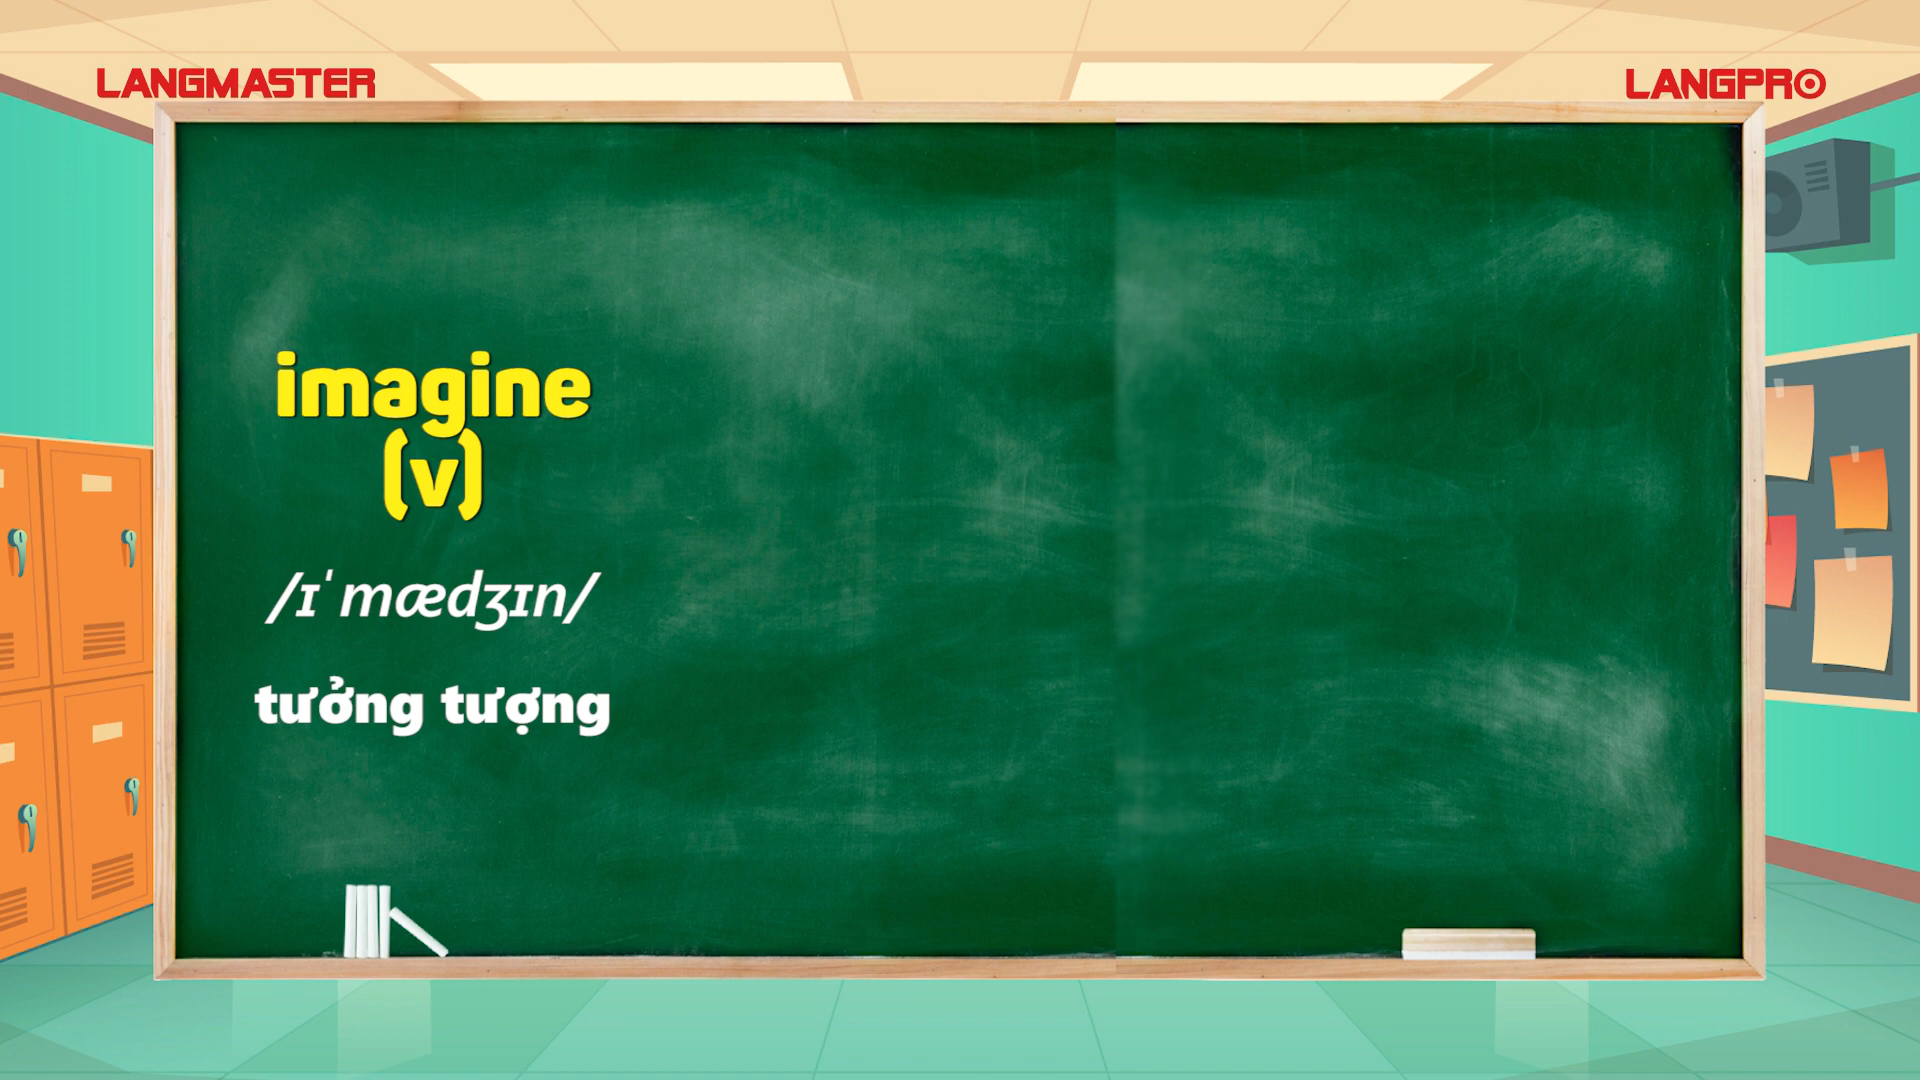 LANGMASTER
LANGPRO
imagine
(v)
/ɪˈmædʒɪn/
tưởng tượng